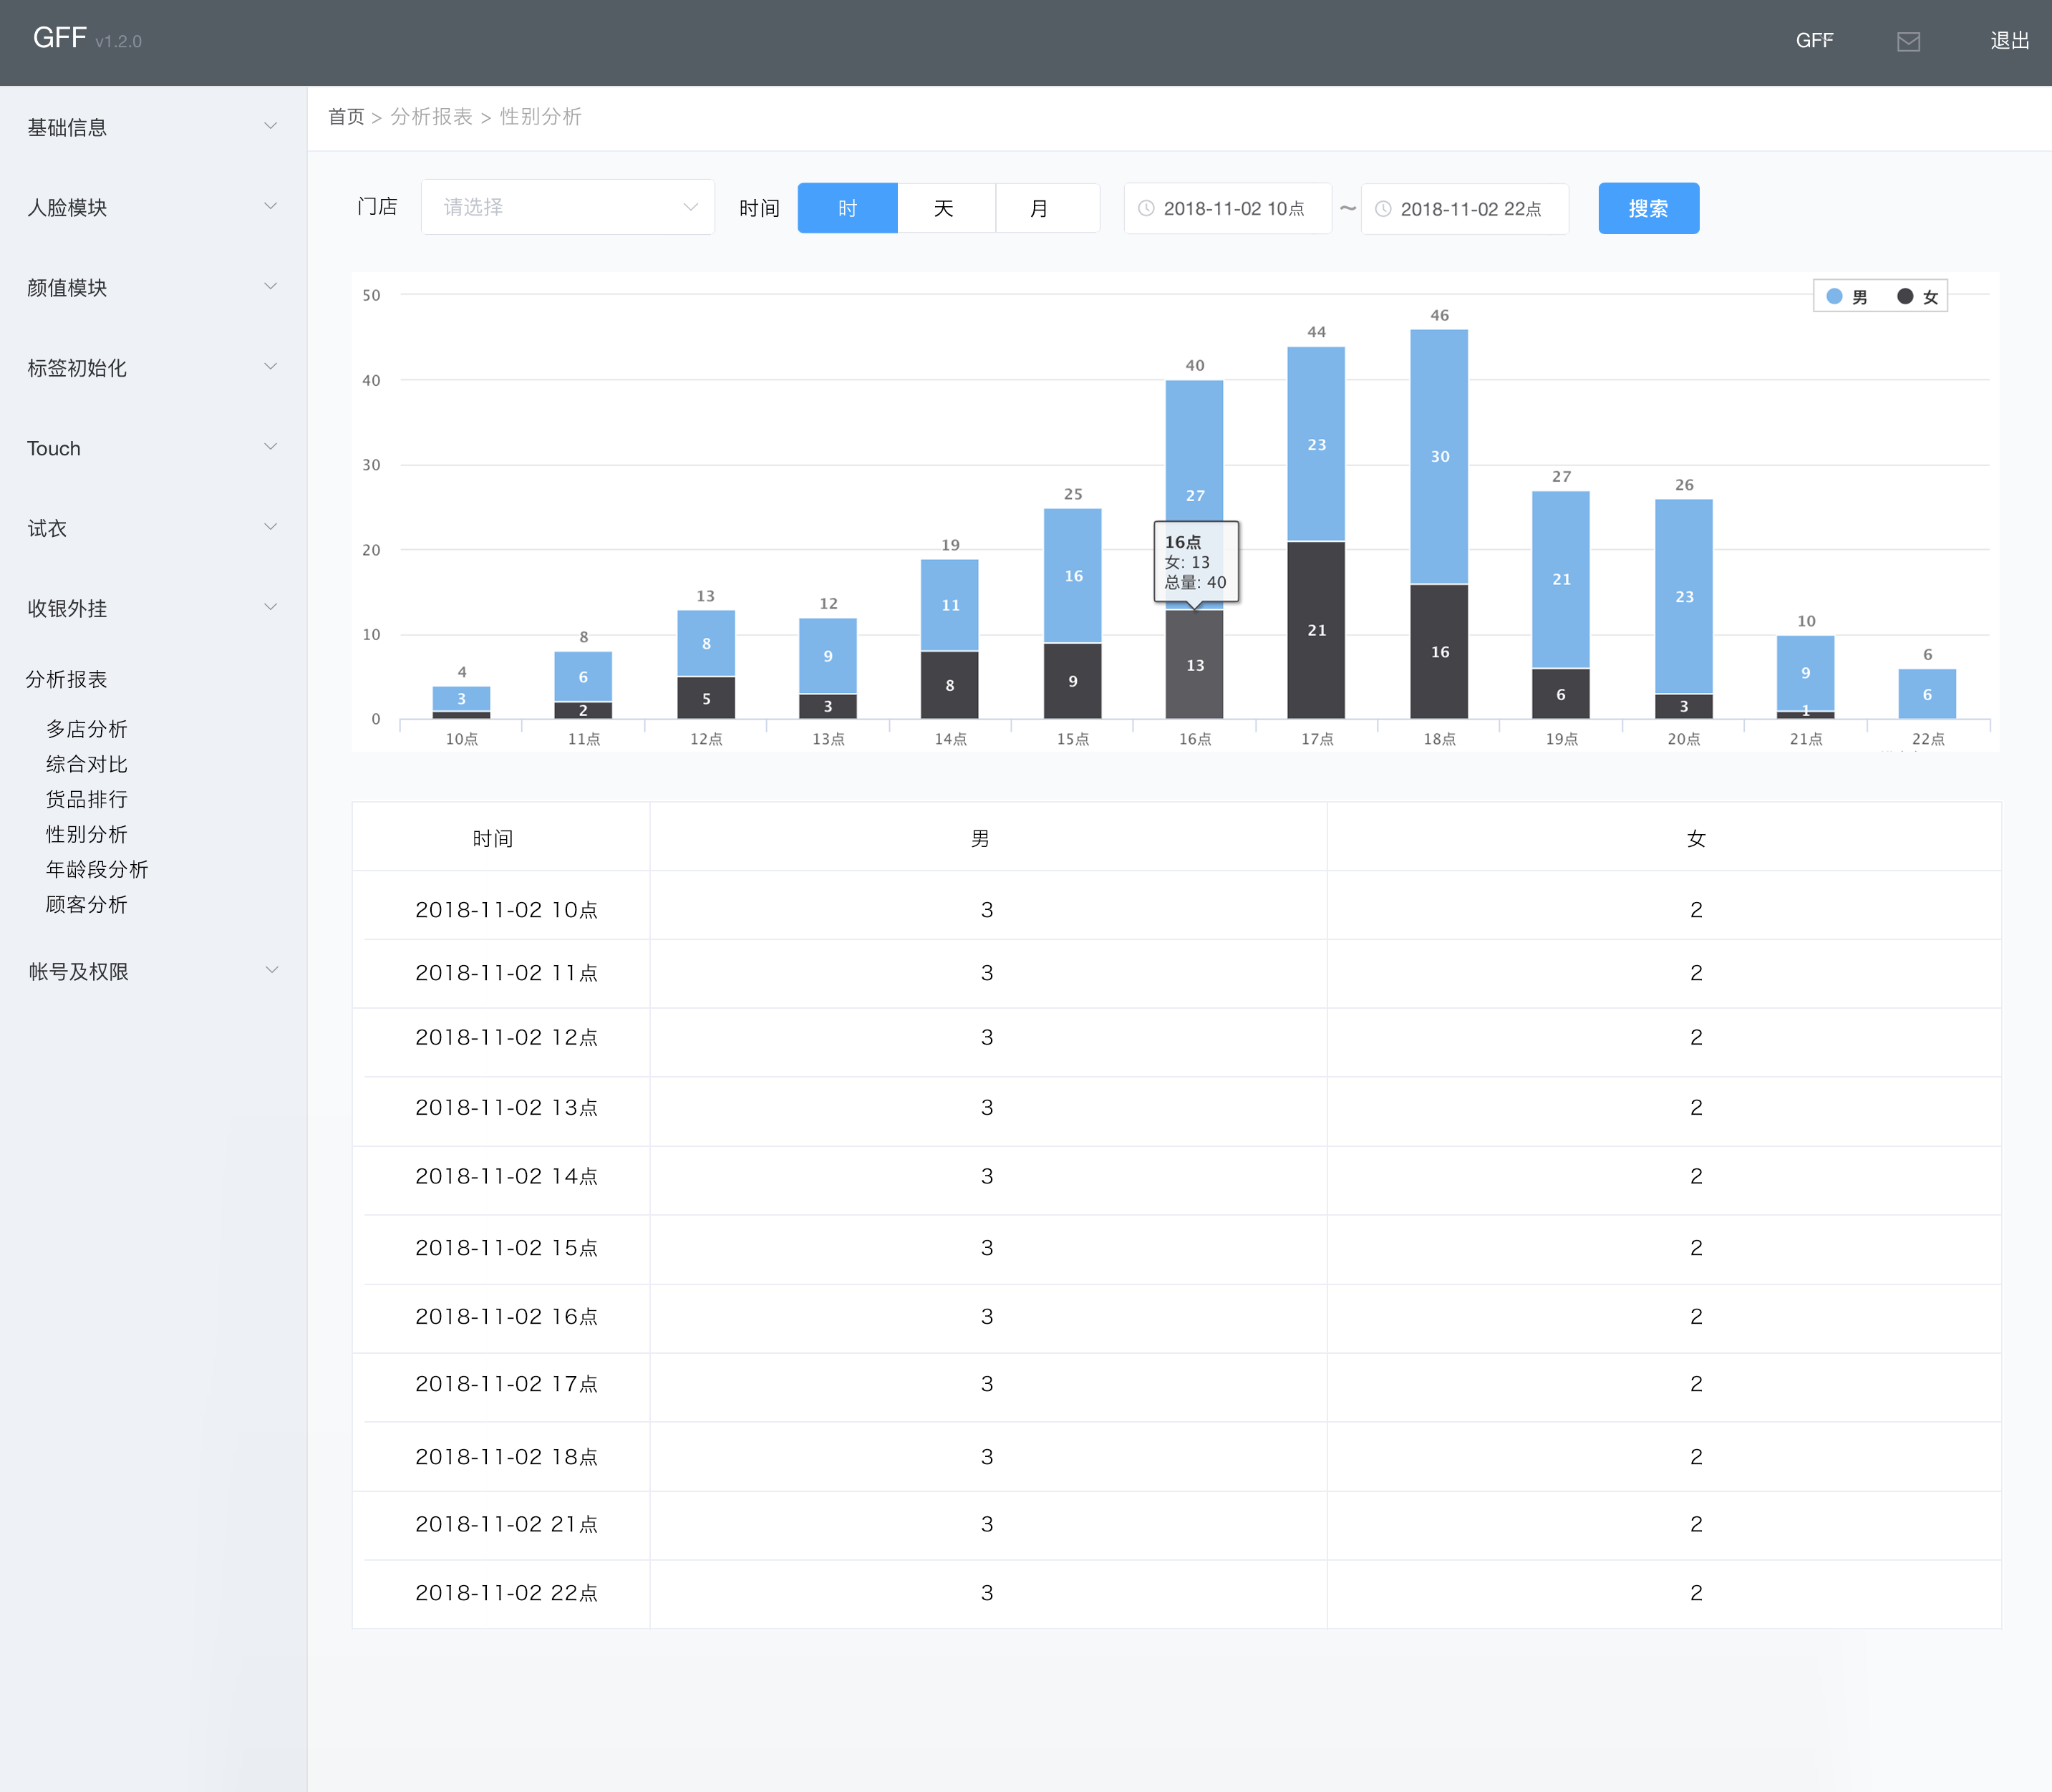 GFF v1.2.0
GFF
退出
基础信息
人脸模块
颜值模块
标签初始化
Touch
试衣
收银外挂
分析报表
多店分析
综合对比
货品排行
性别分析
年龄段分析
顾客分析
帐号及权限
首页 > 分析报表 > 性别分析
门店 请选择 时间 时 天 月 2018-11-02 10点 ~ 2018-11-02 22点 搜索
男 女
50
40
30
20
10
0
4 8 13 12 19 25 40 44 46 27 26 10 6
3 6 8 9 11 16 27 23 30 21 23 9 6
2 5 3 8 9 13 21 16 6 3 1
16点
女: 13
总量: 40
10点 11点 12点 13点 14点 15点 16点 17点 18点 19点 20点 21点 22点
时间 男 女
2018-11-02 10点 3 2
2018-11-02 11点 3 2
2018-11-02 12点 3 2
2018-11-02 13点 3 2
2018-11-02 14点 3 2
2018-11-02 15点 3 2
2018-11-02 16点 3 2
2018-11-02 17点 3 2
2018-11-02 18点 3 2
2018-11-02 21点 3 2
2018-11-02 22点 3 2